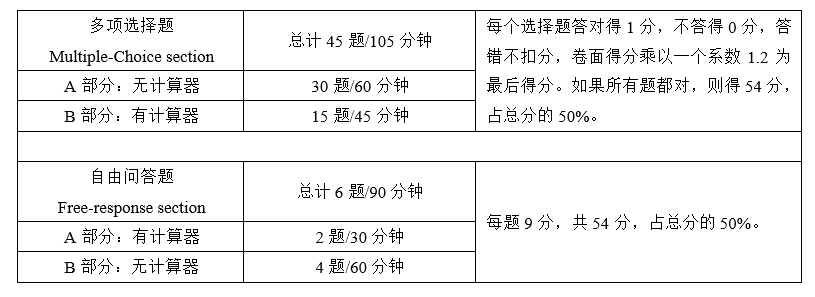 多项选择题
Multiple-Choice section
总计 45 题/105 分钟
每个选择题答对得 1 分，不答得 0 分，答
错不扣分，卷面得分乘以一个系数 1.2 为
最后得分。如果所有题都对，则得 54 分，
占总分的 50%。
A 部分：无计算器
30 题/60 分钟
B 部分：有计算器
15 题/45 分钟
自由问答题
Free-response section
总计 6 题/90 分钟
每题 9 分，共 54 分，占总分的 50%。
A 部分：有计算器
2 题/30 分钟
B 部分：无计算器
4 题/60 分钟